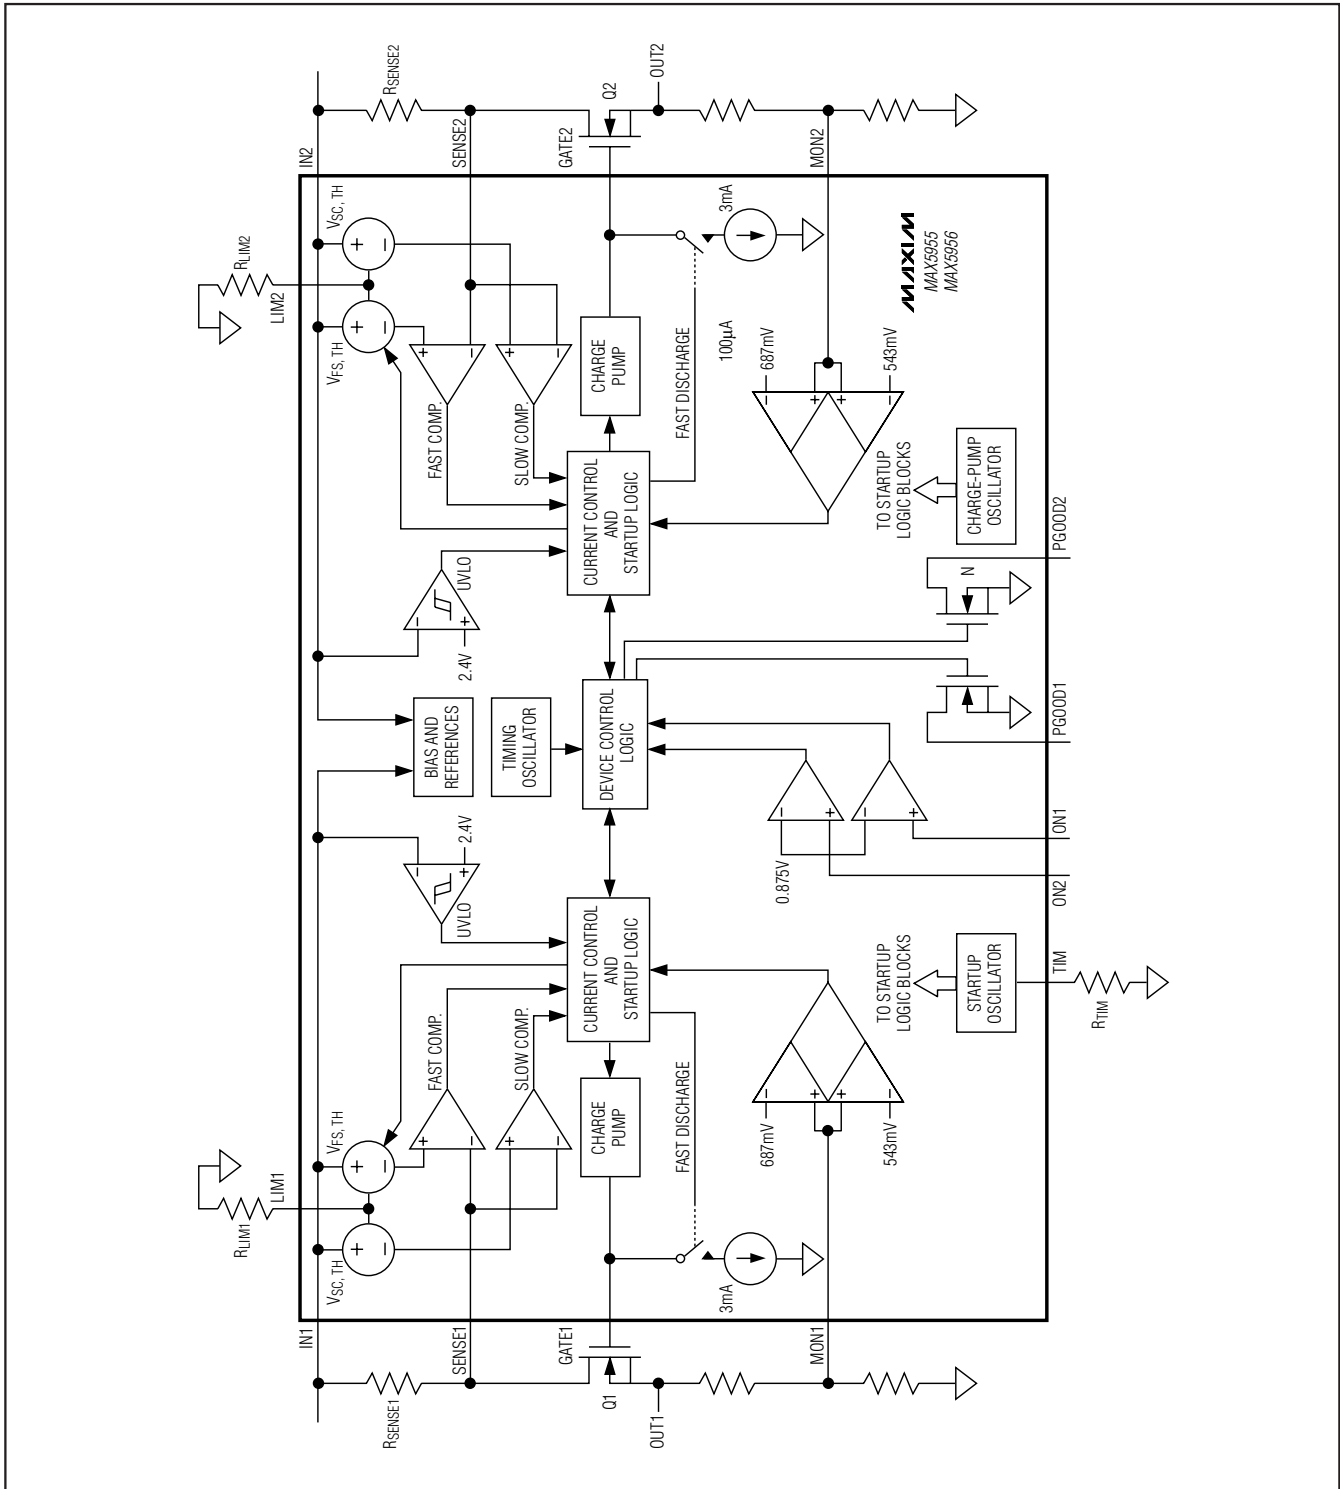 RSENSE1
IN1
VSC, TH
RLIM1
LIM1
VFS, TH
SENSE1
FAST COMP.
SLOW COMP.
GATE1
Q1
OUT1
CHARGE
PUMP
CURRENT CONTROL
AND
STARTUP LOGIC
FAST DISCHARGE
3mA
MON1
687mV
543mV
UVLO
2.4V
BIAS AND
REFERENCES
TIMING
OSCILLATOR
DEVICE CONTROL
LOGIC
0.875V
TO STARTUP
LOGIC BLOCKS
STARTUP
OSCILLATOR
TIM
RTIM
ON2
ON1
PGOOD1
PGOOD2
N
2.4V
UVLO
CURRENT CONTROL
AND
STARTUP LOGIC
FAST COMP.
SLOW COMP.
CHARGE
PUMP
FAST DISCHARGE
100µA
3mA
687mV
543mV
TO STARTUP
LOGIC BLOCKS
CHARGE-PUMP
OSCILLATOR
VFS, TH
LIM2
RLIM2
VSC, TH
IN2
RSENSE2
SENSE2
GATE2
Q2
OUT2
MON2
MAXIM
MAX5955
MAX5956